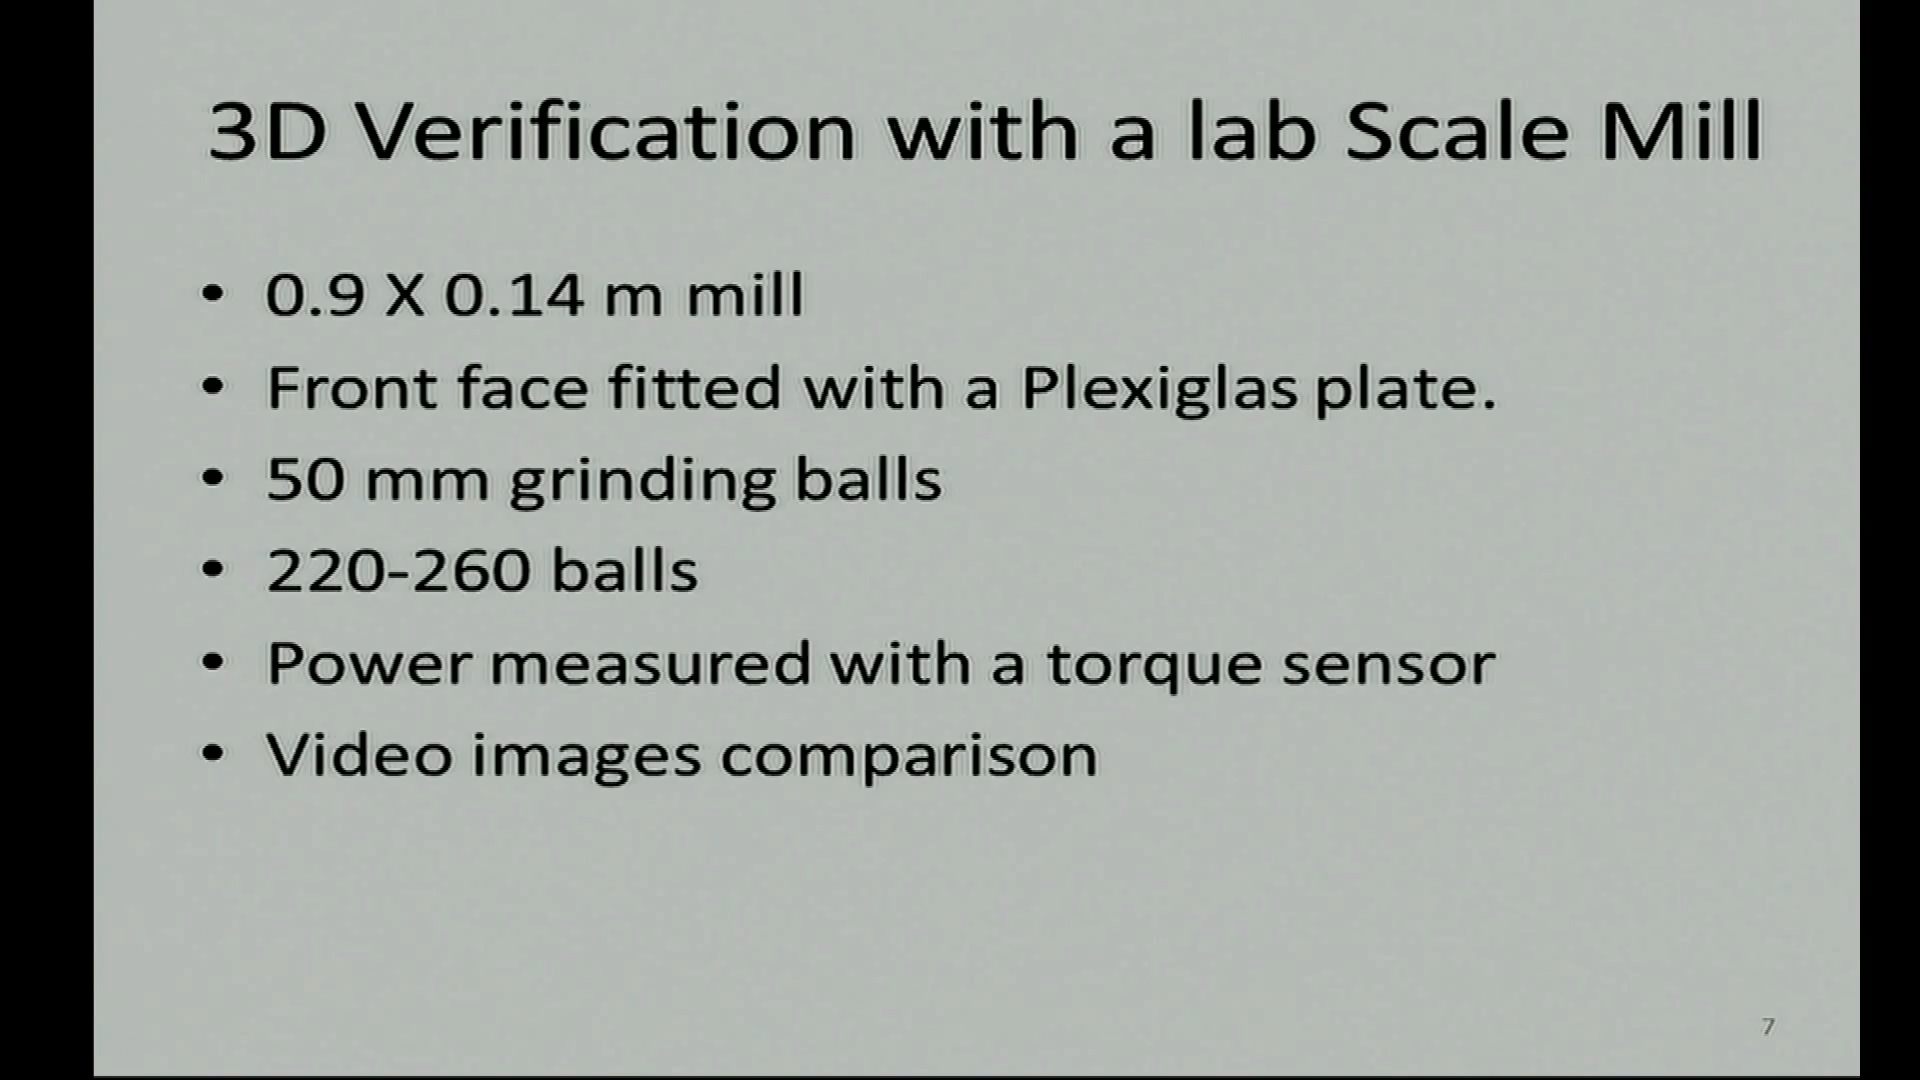 3D Verification with a lab Scale Mill
• 0.9 X 0.14 m mill
• Front face fitted with a Plexiglas plate.
• 50 mm grinding balls
• 220-260 balls
• Power measured with a torque sensor
• Video images comparison
7